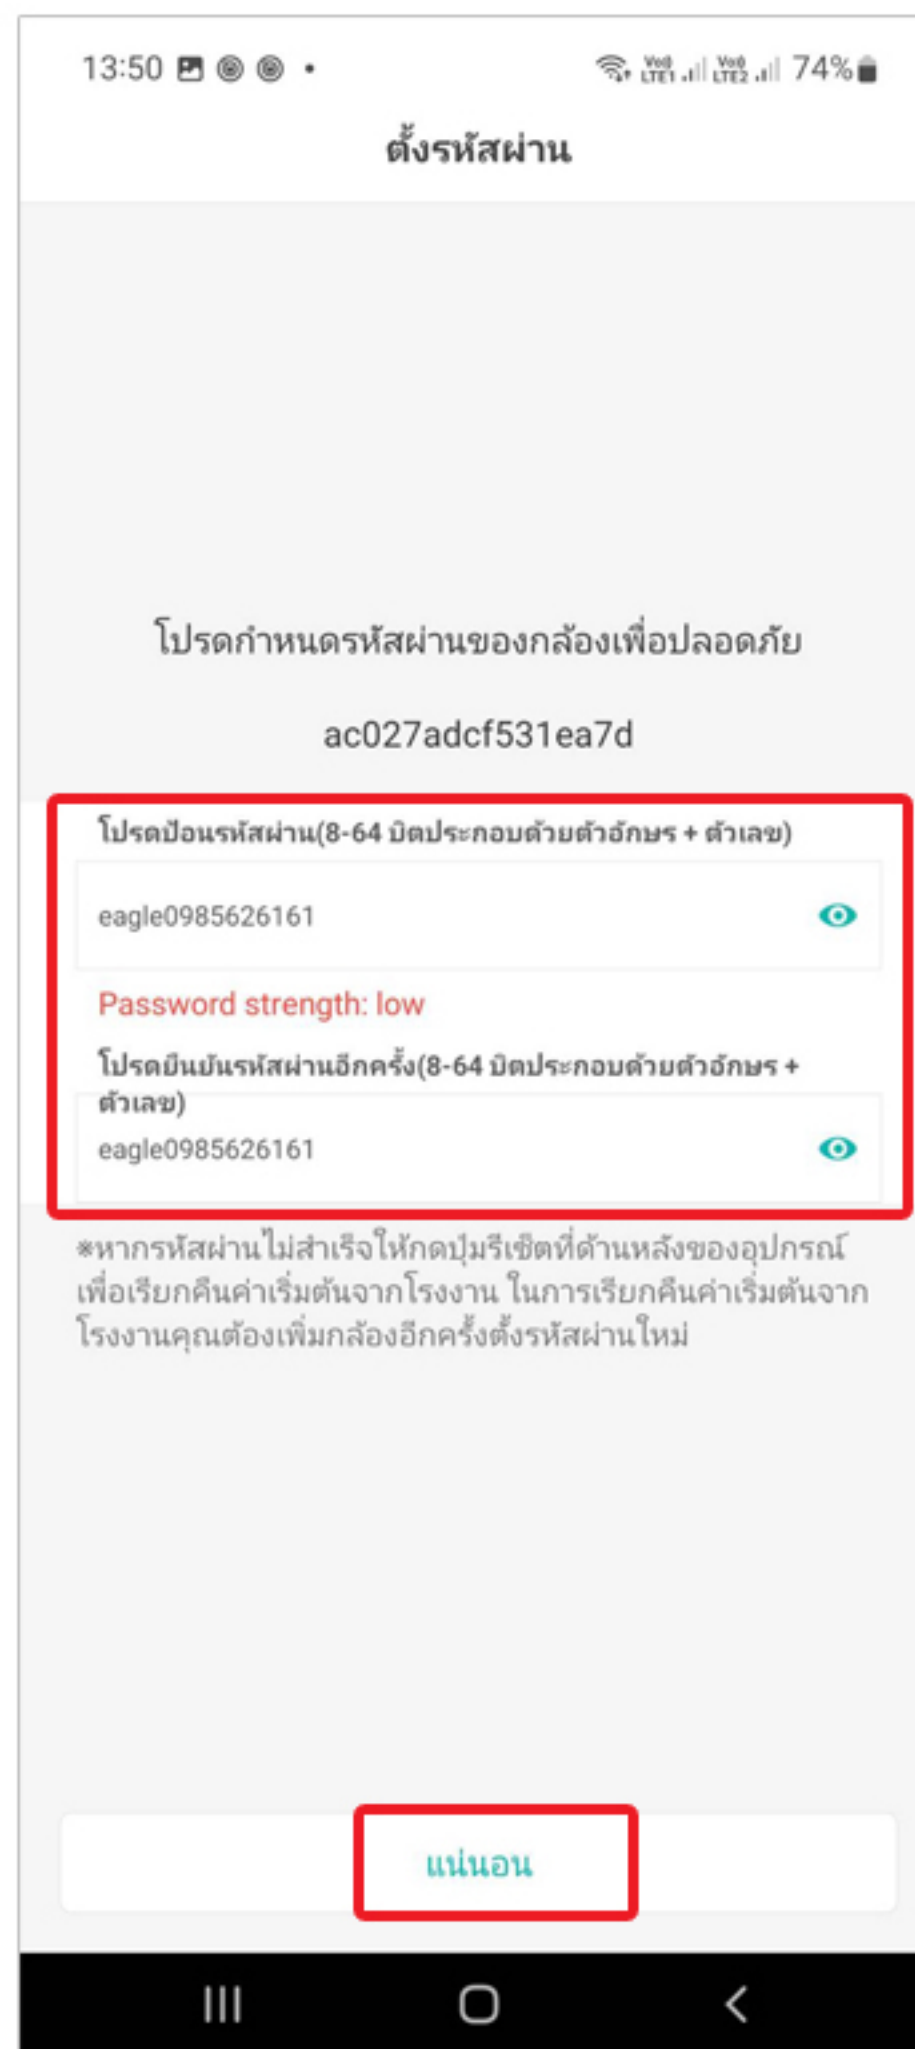 13:50
Vo)) LTE1 Vo)) LTE2 74%
ตั้งรหัสผ่าน
โปรดกำหนดรหัสผ่านของกล้องเพื่อปลอดภัย
ac027adcf531ea7d
โปรดป้อนรหัสผ่าน(8-64 บิตประกอบด้วยตัวอักษร + ตัวเลข)
eagle0985626161
Password strength: low
โปรดยืนยันรหัสผ่านอีกครั้ง(8-64 บิตประกอบด้วยตัวอักษร +
ตัวเลข)
eagle0985626161
*หากรหัสผ่านไม่สำเร็จให้กดปุ่มรีเซ็ตที่ด้านหลังของอุปกรณ์
เพื่อเรียกคืนค่าเริ่มต้นจากโรงงาน ในการเรียกคืนค่าเริ่มต้นจาก
โรงงานคุณต้องเพิ่มกล้องอีกครั้งตั้งรหัสผ่านใหม่
แน่นอน